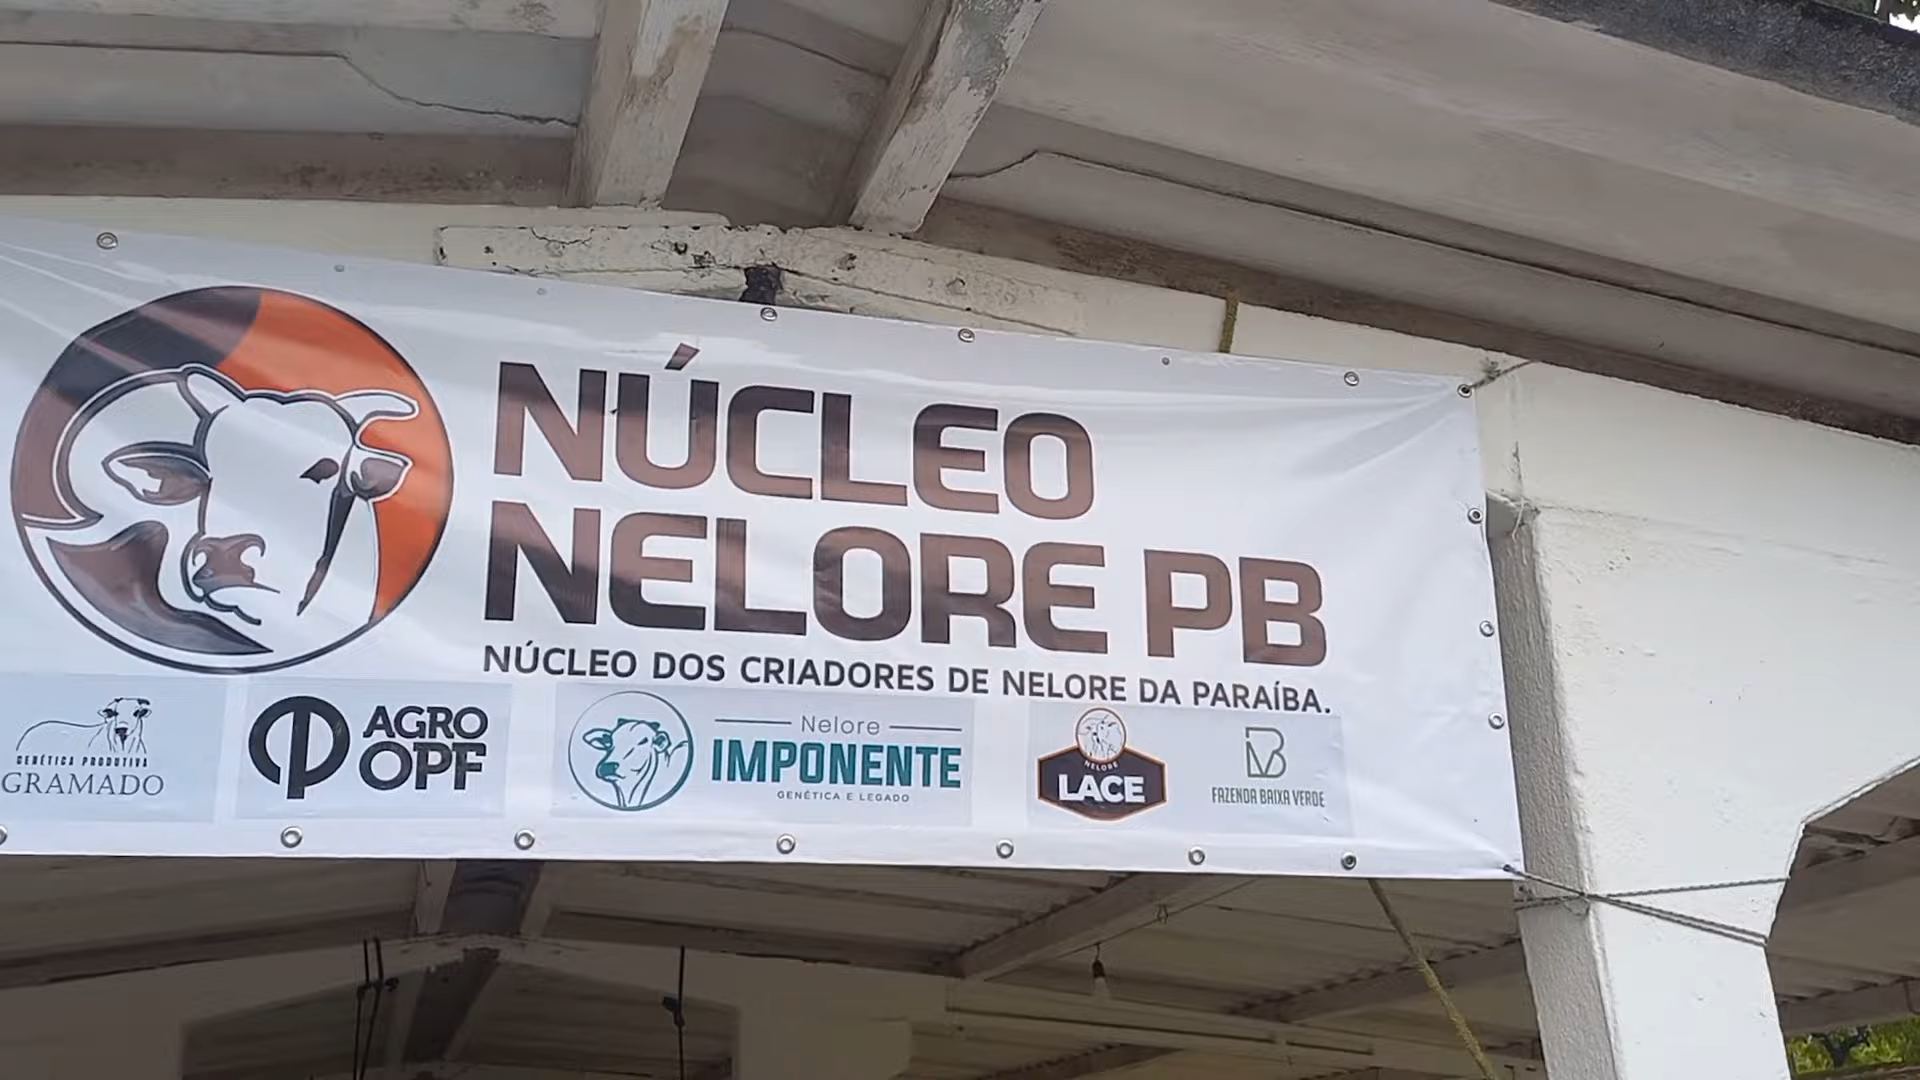 NÚCLEO
NELORE PB
NÚCLEO DOS CRIADORES DE NELORE DA PARAÍBA.
GENÉTICA PRODUTIVA
GRAMADO
AGRO
OPF
Nelore
IMPONENTE
GENÉTICA E LEGADO
NELORE
LACE
FAZENDA BAIXA VERDE